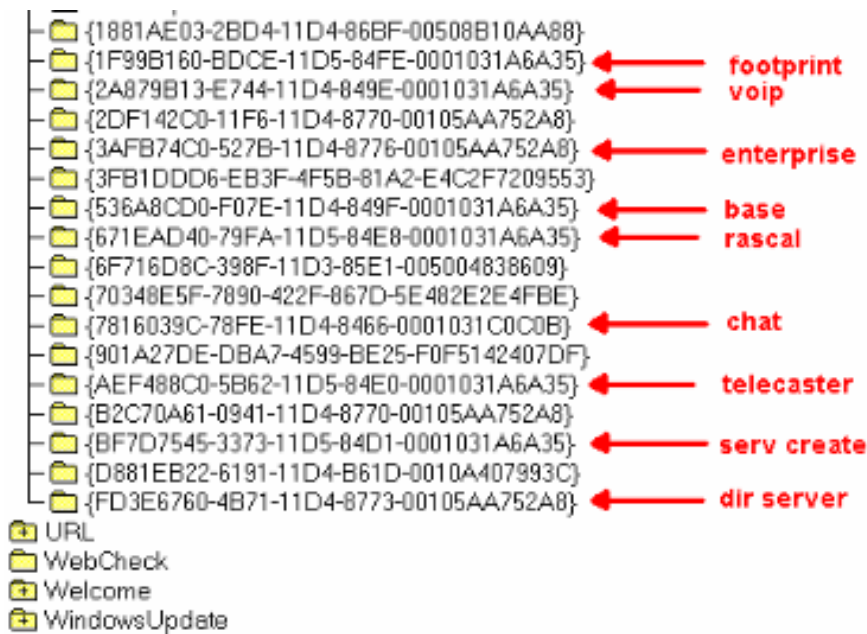 {1881AE03-2BD4-11D4-86BF-00508B10AA88}
{1F99B160-BDCE-11D5-84FE-0001031A6A35} footprint
{2A879B13-E744-11D4-849E-0001031A6A35} voip
{2DF142C0-11F6-11D4-8770-00105AA752A8}
{3AFB74C0-527B-11D4-8776-00105AA752A8} enterprise
{3FB1DDD6-EB3F-4F5B-81A2-E4C2F7209553}
{536A8CD0-F07E-11D4-849F-0001031A6A35} base
{671EAD40-79FA-11D5-84E8-0001031A6A35} rascal
{6F716D8C-398F-11D3-85E1-005004838609}
{70348E5F-7890-422F-867D-5E482E2E4FBE}
{7816039C-78FE-11D4-8466-0001031C0C0B} chat
{901A27DE-DBA7-4599-BE25-F0F5142407DF}
{AEF488C0-5B62-11D5-84E0-0001031A6A35} telecaster
{B2C70A61-0941-11D4-8770-00105AA752A8}
{BF7D7545-3373-11D5-84D1-0001031A6A35} serv create
{D881EB22-6191-11D4-B61D-0010A407993C}
{FD3E6760-4B71-11D4-8773-00105AA752A8} dir server
URL
WebCheck
Welcome
WindowsUpdate